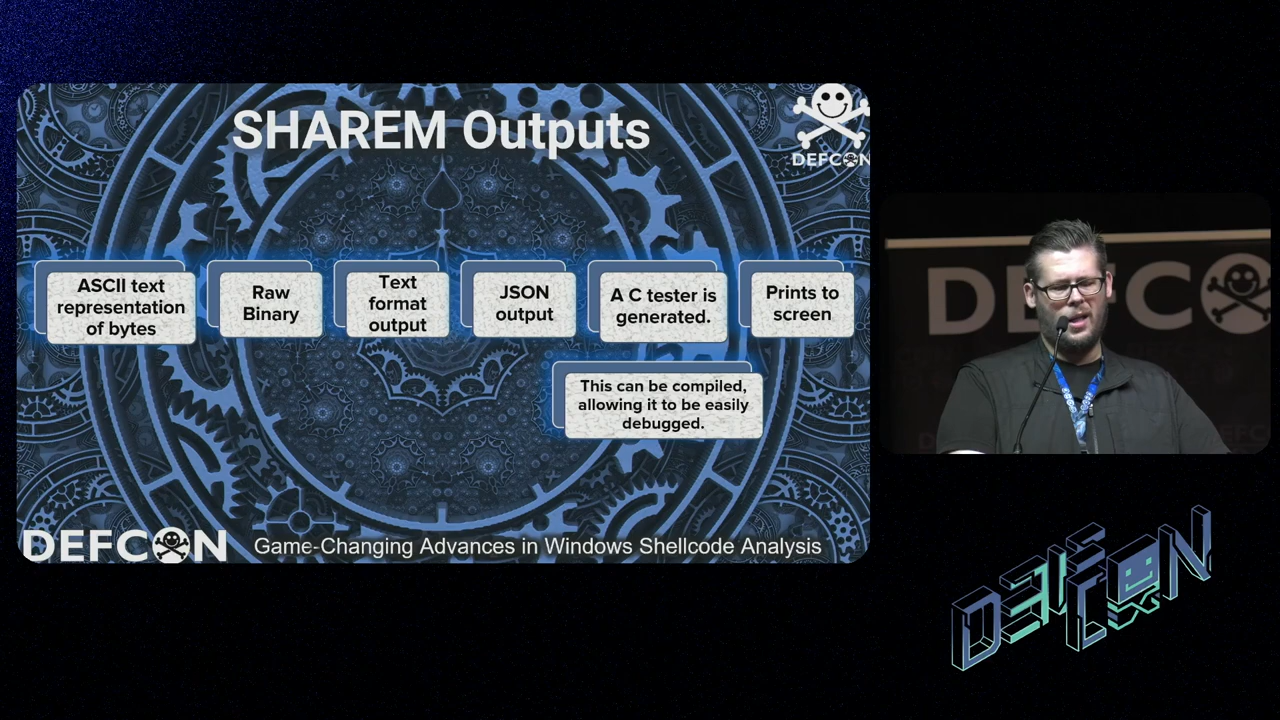 SHAREM Outputs
DEFCON
ASCII text
representation
of bytes
Raw
Binary
Text
format
output
JSON
output
A C tester is
generated.
Prints to
screen
This can be compiled,
allowing it to be easily
debugged.
DEFCON
Game-Changing Advances in Windows Shellcode Analysis
DEFCO
DEFCON